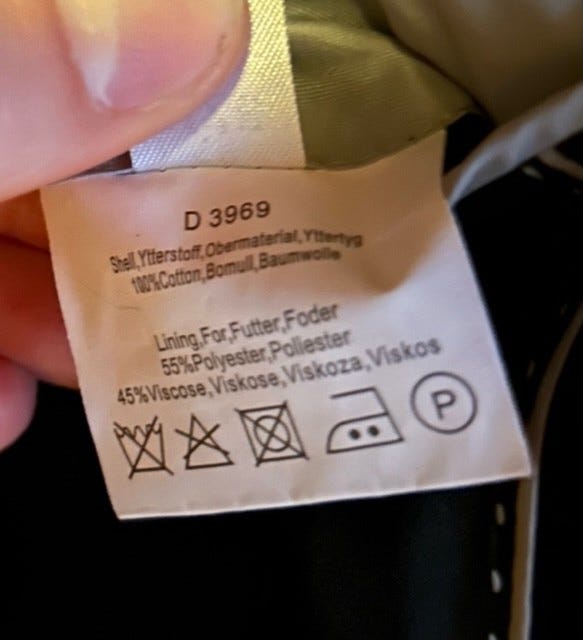 D 3969
Shell,Ytterstoff,Obermaterial,Yttertyg
100%Cotton,Bomull,Baumwolle
Lining,For,Futter,Foder
55%Polyester,Poliester
45%Viscose,Viskose,Viskoza,Viskos
P